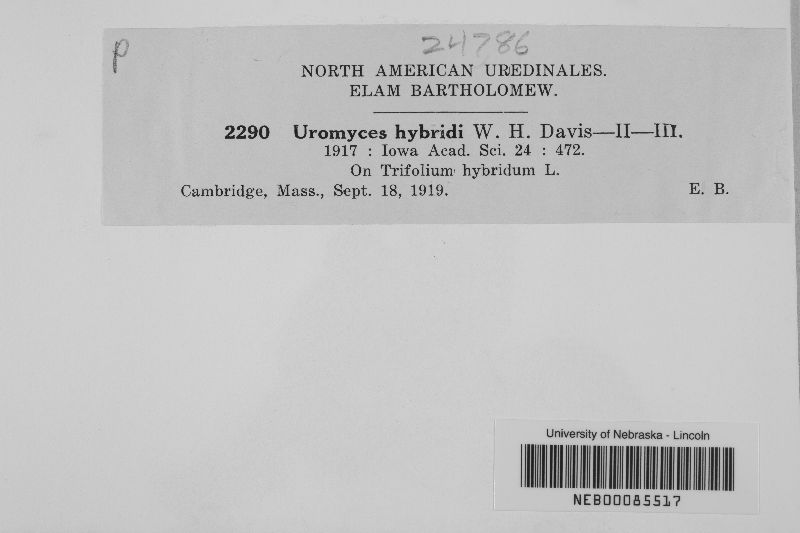 p
24786
NORTH AMERICAN UREDINALES.
ELAM BARTHOLOMEW.
2290 Uromyces hybridi W. H. Davis—II—III.
1917 : Iowa Acad. Sci. 24 : 472.
On Trifolium hybridum L.
Cambridge, Mass., Sept. 18, 1919. E. B.
University of Nebraska - Lincoln
NEB00085517